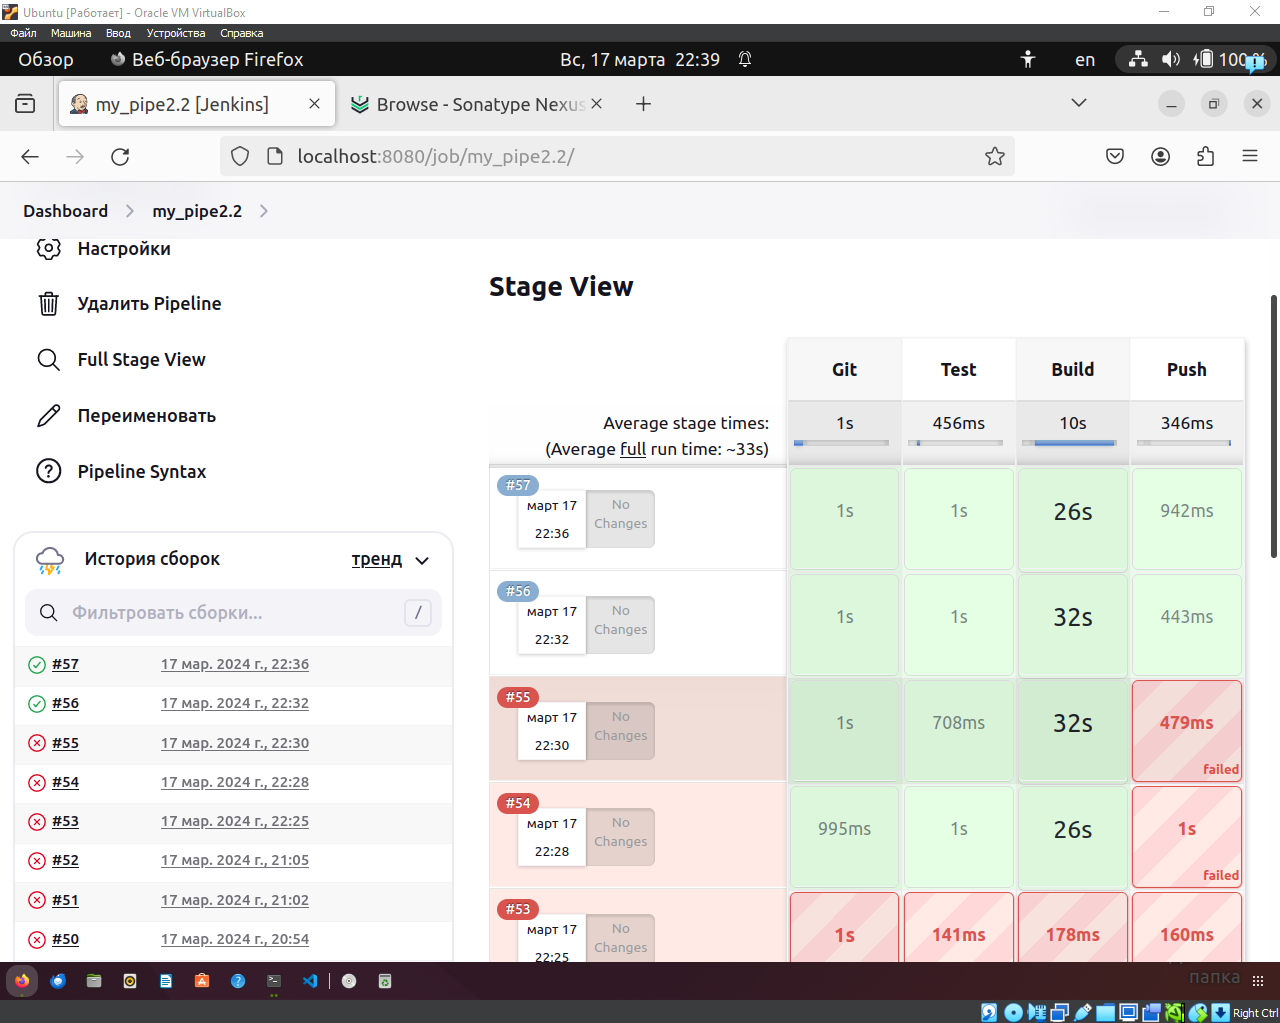 Ubuntu [Работает] - Oracle VM VirtualBox
Файл Машина Ввод Устройства Справка
Обзор Веб-браузер Firefox Вс, 17 марта 22:39 en 100 %
my_pipe2.2 [Jenkins] Browse - Sonatype Nexus
localhost:8080/job/my_pipe2.2/
Dashboard my_pipe2.2
Настройки
Удалить Pipeline
Full Stage View
Переименовать
Pipeline Syntax
История сборок тренд
Фильтровать сборки... /
#57 17 мар. 2024 г., 22:36
#56 17 мар. 2024 г., 22:32
#55 17 мар. 2024 г., 22:30
#54 17 мар. 2024 г., 22:28
#53 17 мар. 2024 г., 22:25
#52 17 мар. 2024 г., 21:05
#51 17 мар. 2024 г., 21:02
#50 17 мар. 2024 г., 20:54
Stage View
Git Test Build Push
Average stage times: 1s 456ms 10s 346ms
(Average full run time: ~33s)
#57
март 17 No Changes
22:36
1s 1s 26s 942ms
#56
март 17 No Changes
22:32
1s 1s 32s 443ms
#55
март 17 No Changes
22:30
1s 708ms 32s 479ms
failed
#54
март 17 No Changes
22:28
995ms 1s 26s 1s
failed
#53
март 17 No Changes
22:25
1s 141ms 178ms 160ms
папка
Right Ctrl